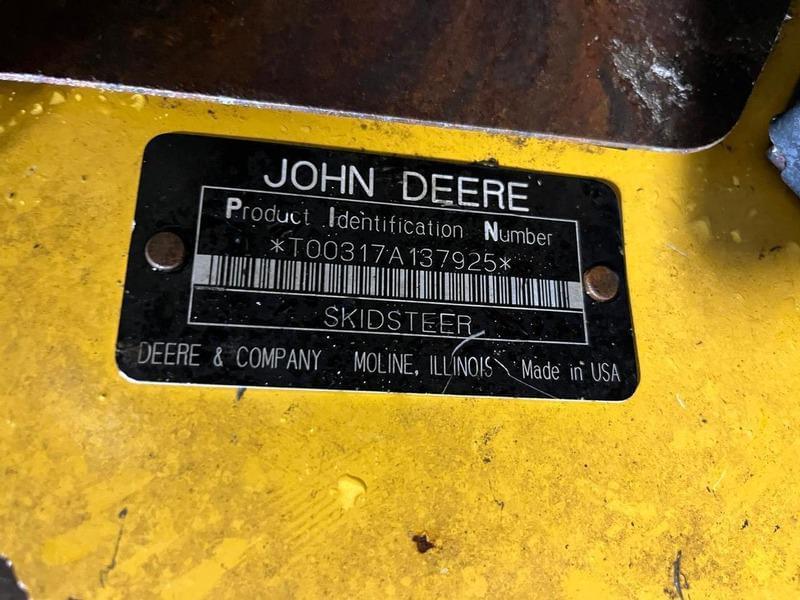 JOHN DEERE
Product Identification Number
*T00317A137925*
SKIDSTEER
DEERE & COMPANY MOLINE, ILLINOIS Made in USA